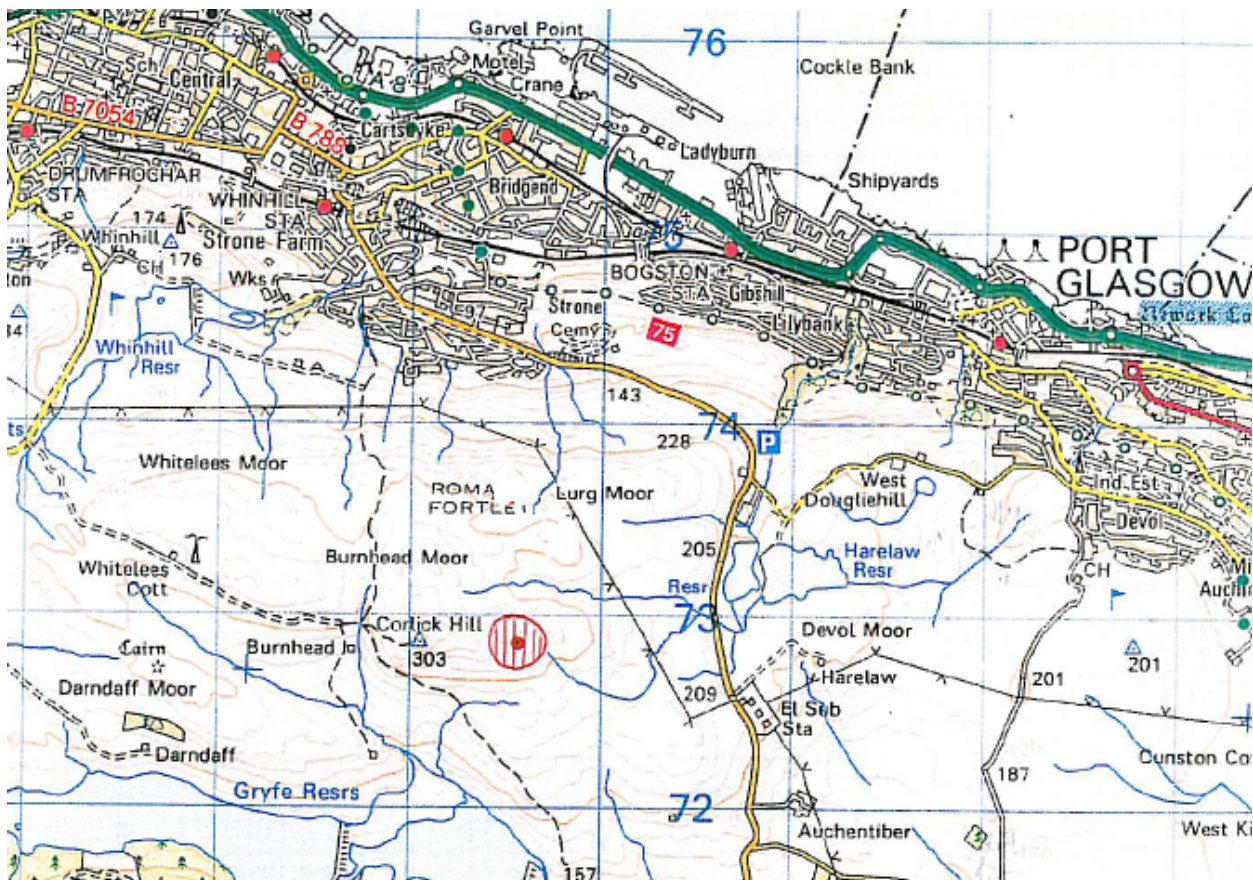 Garvel Point
76
Sch
Central
Motel
A 8
Crane
Cockle Bank
B 7054
B 788
Cartsdyke
Ladyburn
DRUMFROCHAR
STA
Bridgend
Shipyards
WHINHILL
STA
174
Whinhill
176
Strone Farm
75
CH
Wks
BOGSTON
STA
Gibshill
PORT
GLASGOW
Strone
Cemy
Lilybank
75
Whinhill
Resr
143
74
P
228
Whitelees Moor
ROMA
FORTLET
Lurg Moor
West
Dougliehill
Ind. Est
Devol
Burnhead Moor
205
Harelaw
Resr
Whitelees
Cott
Resr
CH
73
Corlick Hill
Devol Moor
Cairn
Burnhead
303
201
Darndaff Moor
Harelaw
209
201
El Sub
Sta
Darndaff
187
Gryfe Resrs
72
Auchentiber
West Ki
157